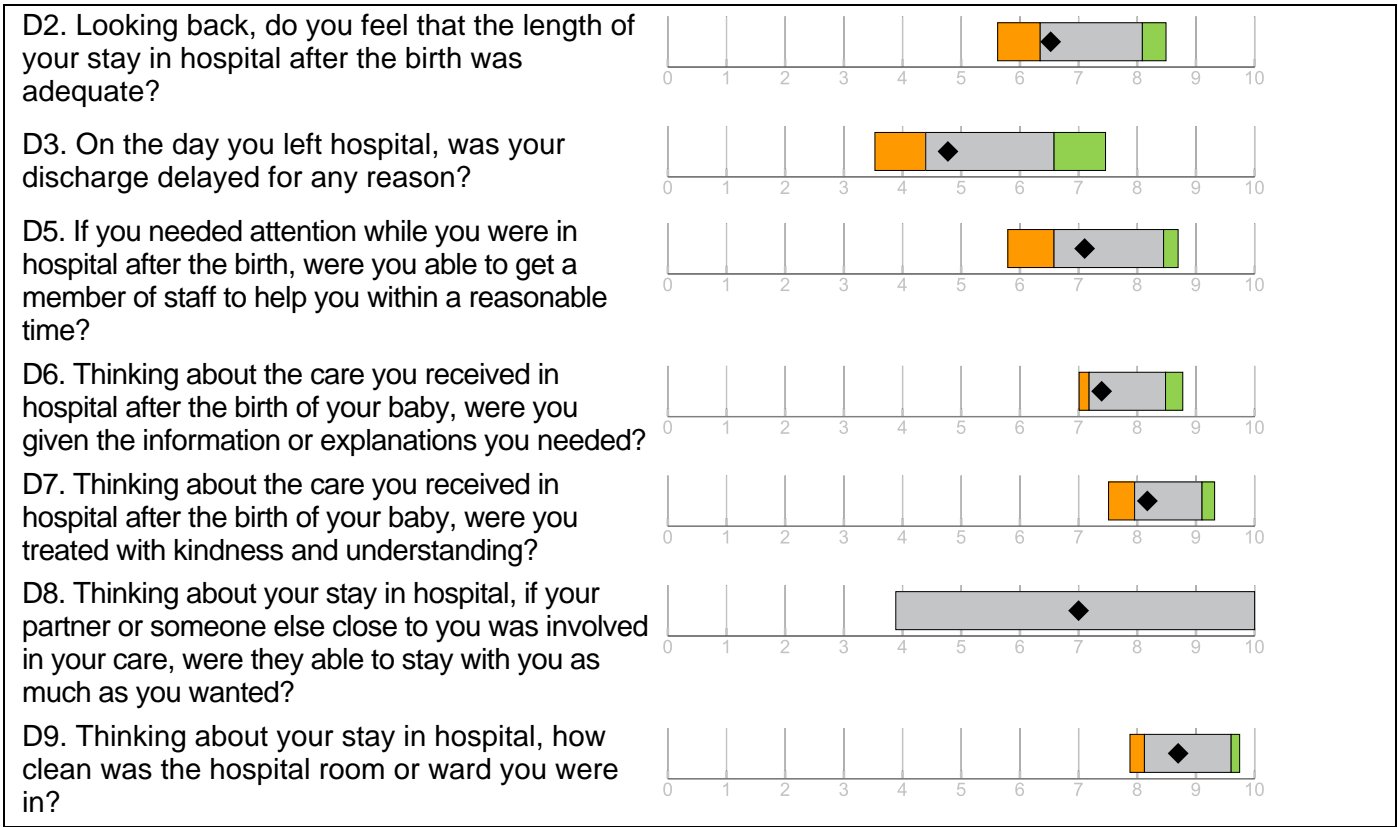 D2. Looking back, do you feel that the length of
your stay in hospital after the birth was
adequate?
0 1 2 3 4 5 6 7 8 9 10
D3. On the day you left hospital, was your
discharge delayed for any reason?
0 1 2 3 4 5 6 7 8 9 10
D5. If you needed attention while you were in
hospital after the birth, were you able to get a
member of staff to help you within a reasonable
time?
0 1 2 3 4 5 6 7 8 9 10
D6. Thinking about the care you received in
hospital after the birth of your baby, were you
given the information or explanations you needed?
0 1 2 3 4 5 6 7 8 9 10
D7. Thinking about the care you received in
hospital after the birth of your baby, were you
treated with kindness and understanding?
0 1 2 3 4 5 6 7 8 9 10
D8. Thinking about your stay in hospital, if your
partner or someone else close to you was involved
in your care, were they able to stay with you as
much as you wanted?
0 1 2 3 4 5 6 7 8 9 10
D9. Thinking about your stay in hospital, how
clean was the hospital room or ward you were
in?
0 1 2 3 4 5 6 7 8 9 10